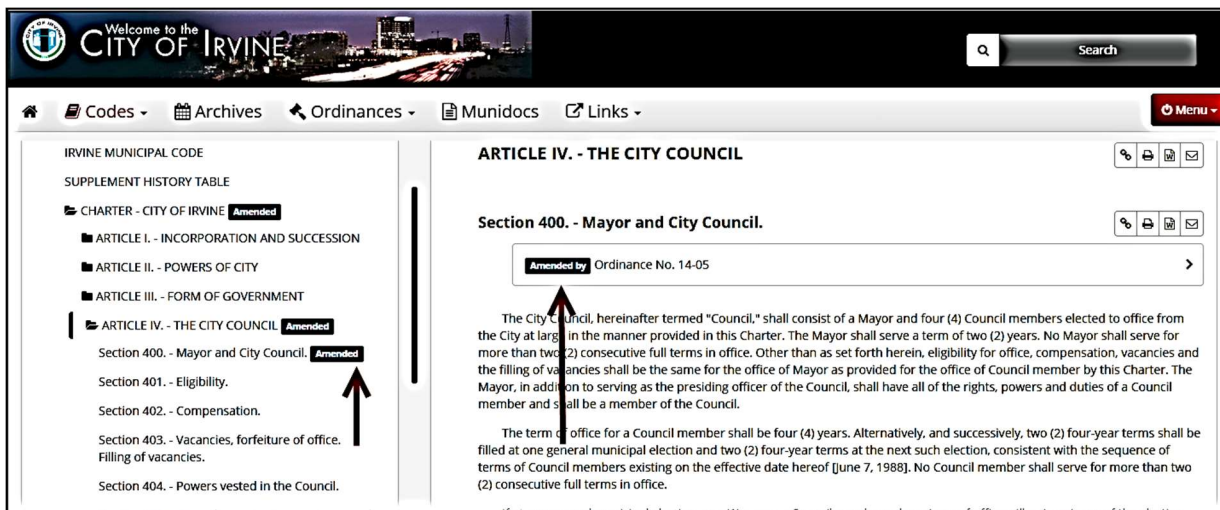 Welcome to the
CITY OF IRVINE
Search
Codes
Archives
Ordinances
Munidocs
Links
Menu
IRVINE MUNICIPAL CODE
SUPPLEMENT HISTORY TABLE
CHARTER - CITY OF IRVINE Amended
ARTICLE I. - INCORPORATION AND SUCCESSION
ARTICLE II. - POWERS OF CITY
ARTICLE III. - FORM OF GOVERNMENT
ARTICLE IV. - THE CITY COUNCIL Amended
Section 400. - Mayor and City Council. Amended
Section 401. - Eligibility.
Section 402. - Compensation.
Section 403. - Vacancies, forfeiture of office.
Filling of vacancies.
Section 404. - Powers vested in the Council.
ARTICLE IV. - THE CITY COUNCIL
Section 400. - Mayor and City Council.
Amended by Ordinance No. 14-05
The City Council, hereinafter termed "Council," shall consist of a Mayor and four (4) Council members elected to office from
the City at large in the manner provided in this Charter. The Mayor shall serve a term of two (2) years. No Mayor shall serve for
more than two (2) consecutive full terms in office. Other than as set forth herein, eligibility for office, compensation, vacancies and
the filling of vacancies shall be the same for the office of Mayor as provided for the office of Council member by this Charter. The
Mayor, in addition to serving as the presiding officer of the Council, shall have all of the rights, powers and duties of a Council
member and shall be a member of the Council.
The term of office for a Council member shall be four (4) years. Alternatively, and successively, two (2) four-year terms shall be
filled at one general municipal election and two (2) four-year terms at the next such election, consistent with the sequence of
terms of Council members existing on the effective date hereof [June 7, 1988]. No Council member shall serve for more than two
(2) consecutive full terms in office.